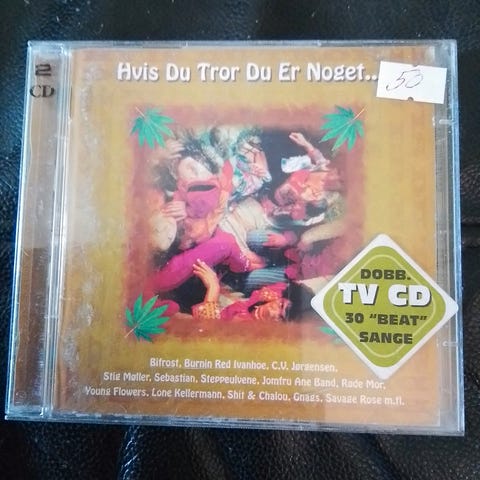 2
CD
Hvis Du Tror Du Er Noget...
50
DOBB.
TV CD
30 "BEAT"
SANGE
Bifrost, Burnin Red Ivanhoe, C.V. Jørgensen,
Stig Møller, Sebastian, Steppeulvene, Jomfru Ane Band, Røde Mor,
Young Flowers, Lone Kellermann, Shit & Chalou, Gnags, Savage Rose m.fl.